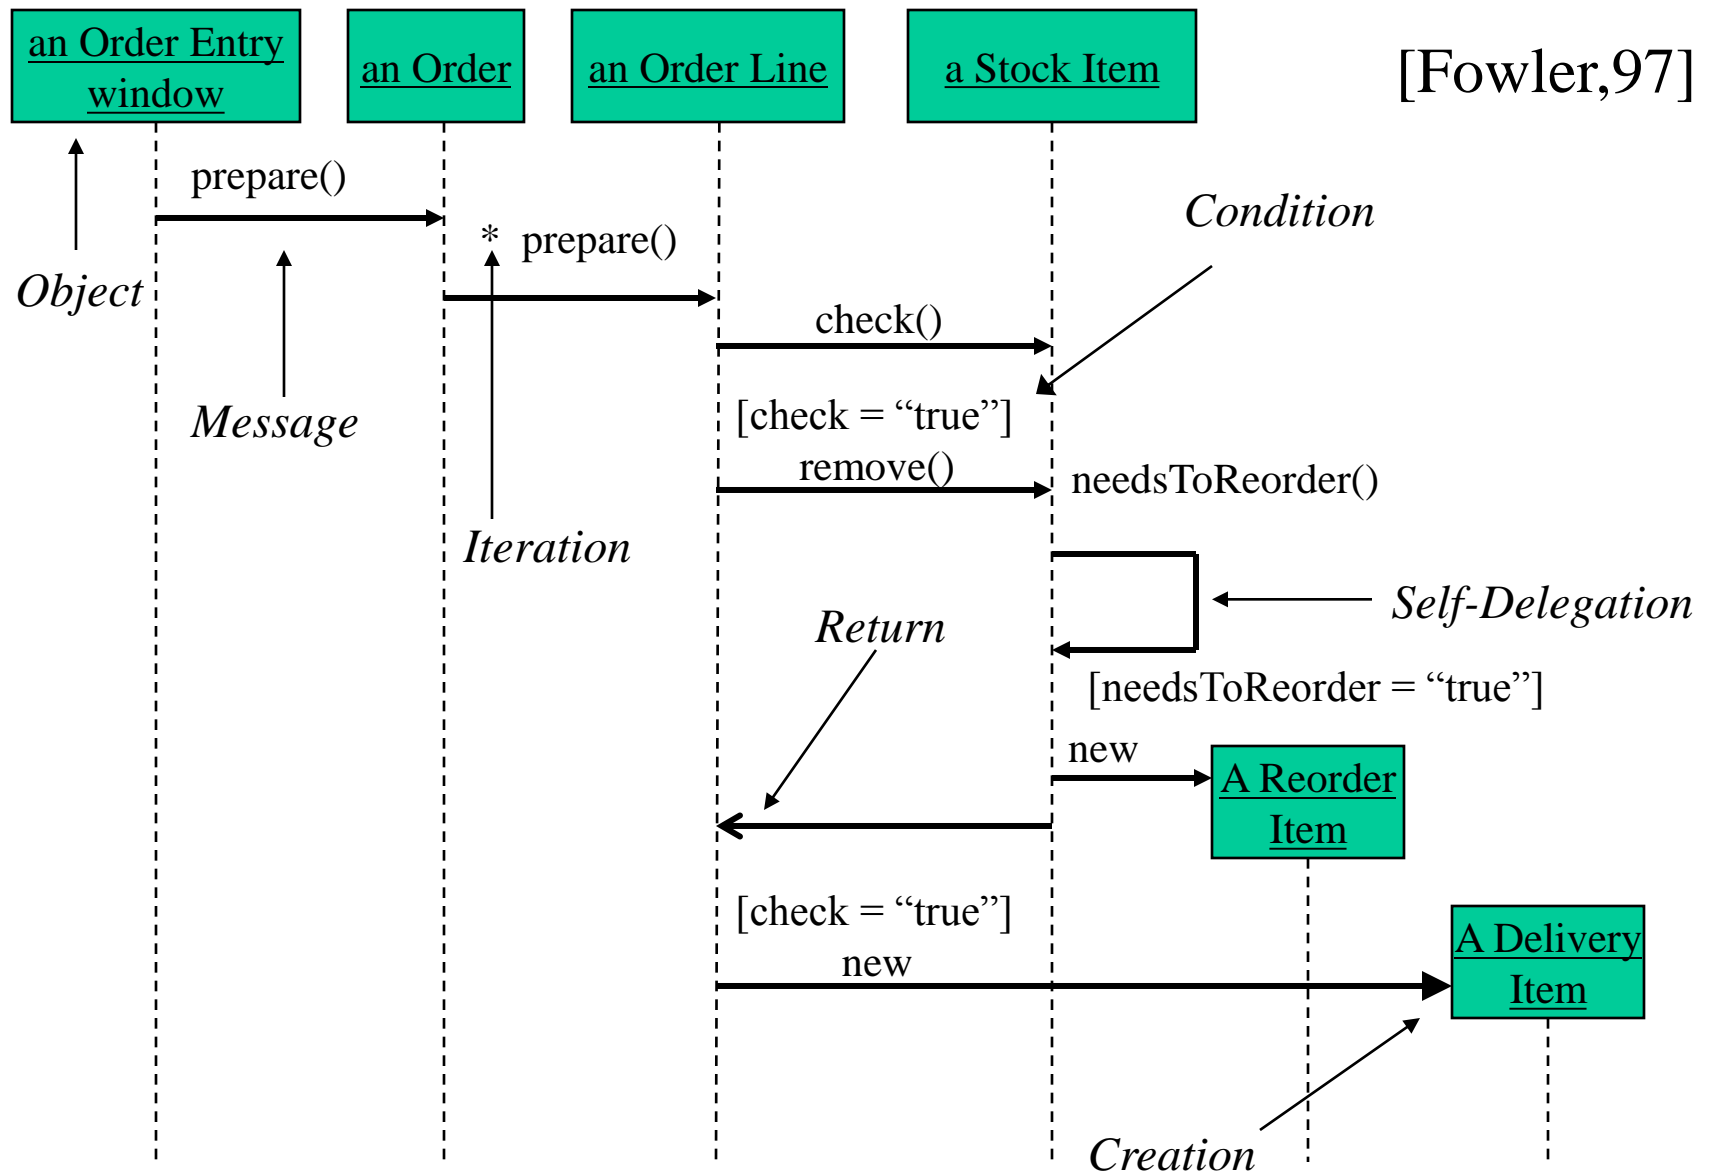 an Order Entry
window
an Order
an Order Line
a Stock Item
[Fowler,97]
prepare()
Condition
* prepare()
Object
check()
Message
[check = “true”]
remove()
needsToReorder()
Iteration
Self-Delegation
Return
[needsToReorder = “true”]
new
A Reorder
Item
[check = “true”]
new
A Delivery
Item
Creation